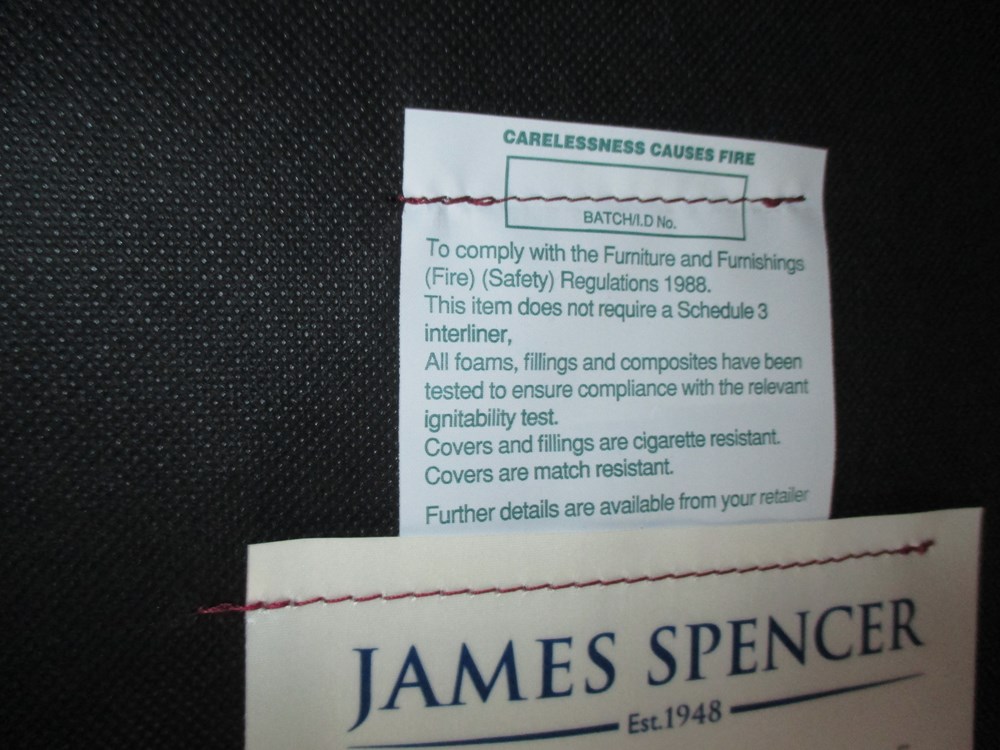 CARELESSNESS CAUSES FIRE
BATCH/I.D No.
To comply with the Furniture and Furnishings
(Fire) (Safety) Regulations 1988.
This item does not require a Schedule 3
interliner,
All foams, fillings and composites have been
tested to ensure compliance with the relevant
ignitability test.
Covers and fillings are cigarette resistant.
Covers are match resistant.
Further details are available from your retailer
JAMES SPENCER
Est.1948